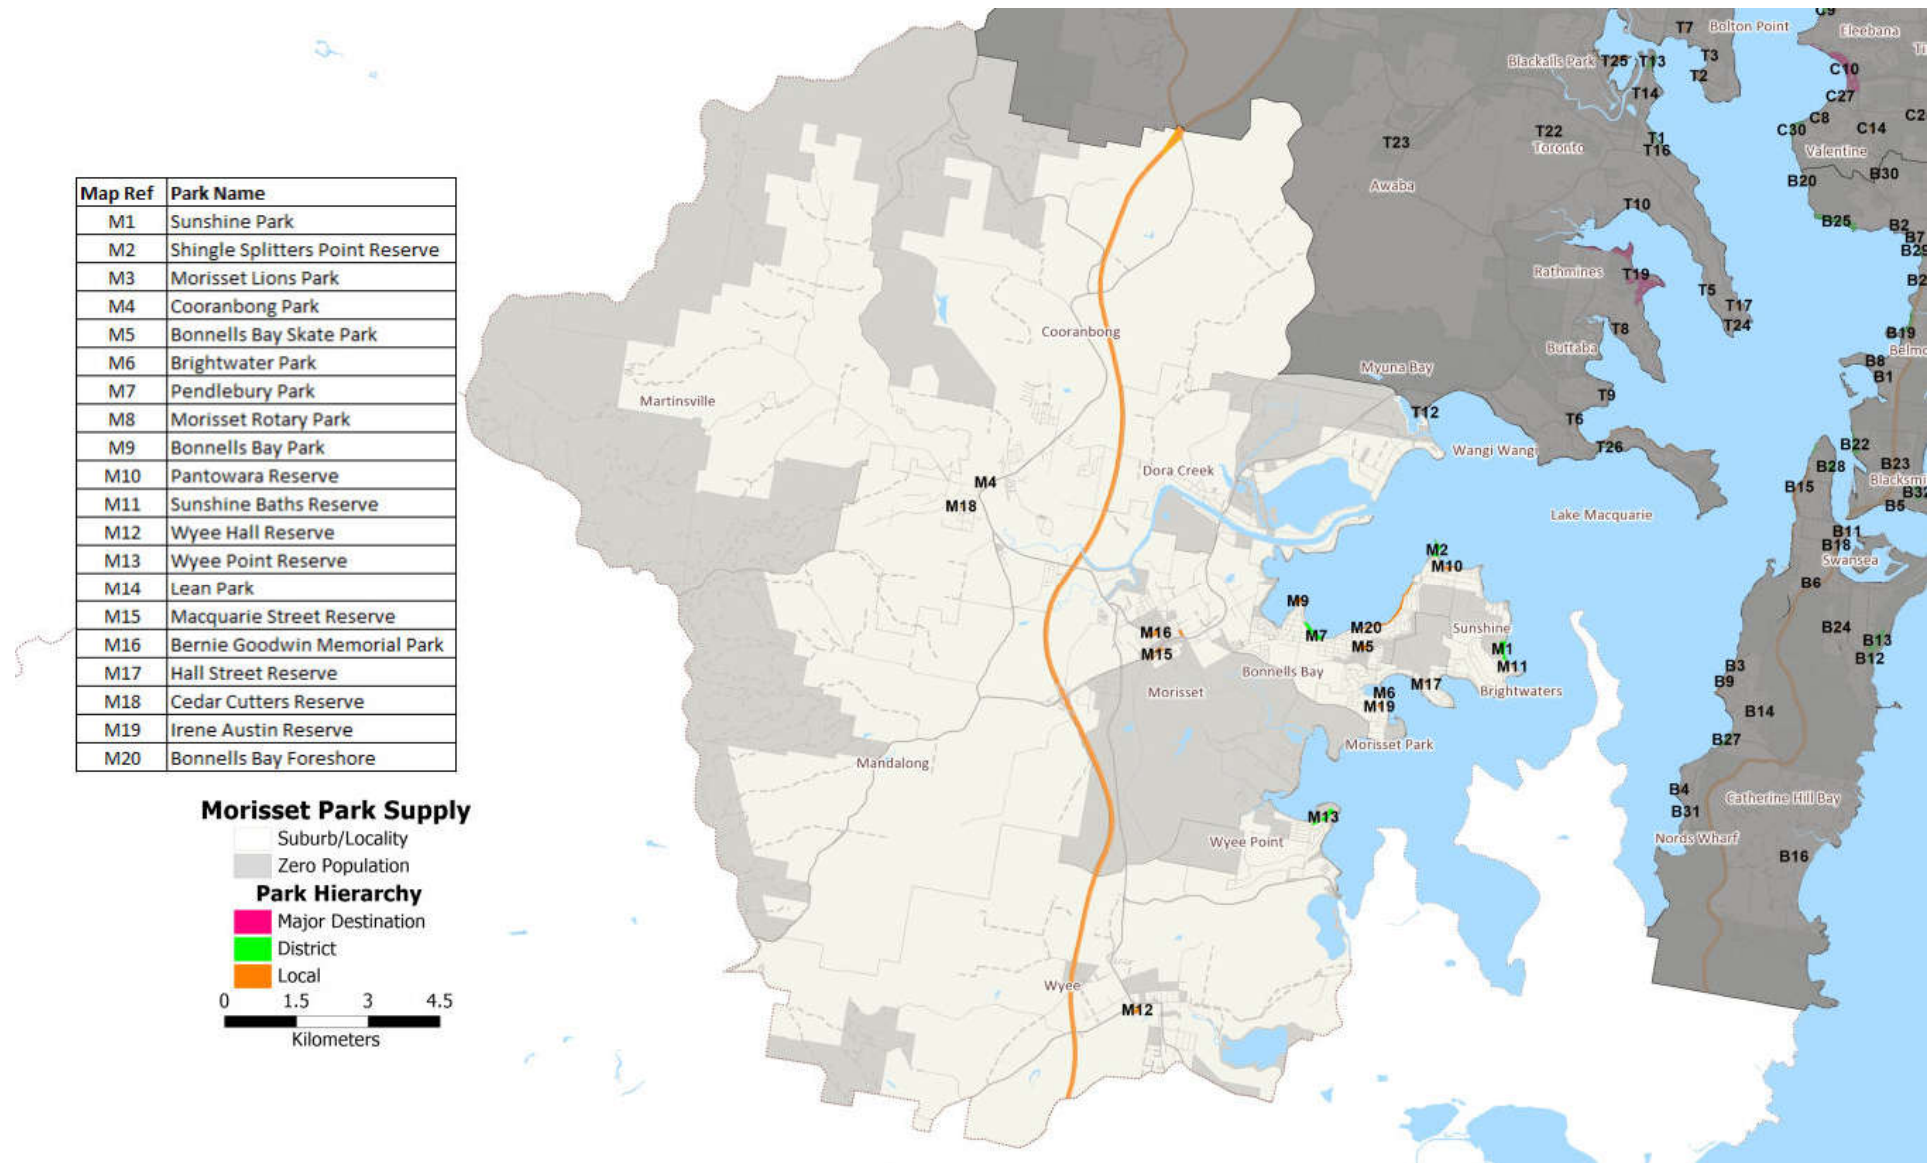 Map Ref Park Name
M1 Sunshine Park
M2 Shingle Splitters Point Reserve
M3 Morisset Lions Park
M4 Cooranbong Park
M5 Bonnells Bay Skate Park
M6 Brightwater Park
M7 Pendlebury Park
M8 Morisset Rotary Park
M9 Bonnells Bay Park
M10 Pantowara Reserve
M11 Sunshine Baths Reserve
M12 Wyee Hall Reserve
M13 Wyee Point Reserve
M14 Lean Park
M15 Macquarie Street Reserve
M16 Bernie Goodwin Memorial Park
M17 Hall Street Reserve
M18 Cedar Cutters Reserve
M19 Irene Austin Reserve
M20 Bonnells Bay Foreshore
Morisset Park Supply
Suburb/Locality
Zero Population
Park Hierarchy
Major Destination
District
Local
0 1.5 3 4.5
Kilometers
Cooranbong
Martinsville
M4
M18
Dora Creek
M16
M15
Morisset
Mandalong
Wyee
M12
Wyee Point
M13
M9
M7
M20
M5
Bonnells Bay
M6
M19
M17
Morisset Park
M2
M10
Sunshine
M1
M11
Brightwaters
Lake Macquarie
Wangi Wangi
Myuna Bay
T12
T7
Bolton Point
Blackalls Park
T25
T13
T3
T2
T14
T23
T22
Toronto
T1
T16
Awaba
T10
Rathmines
T19
T5
T17
T24
T8
Buttaba
T9
T6
T26
Eleebana
C10
C27
C8
C30
C14
Valentine
B20
B30
B25
B2
B7
B19
B8
B1
B22
B28
B23
B15
B5
B32
B11
B18
Swansea
B6
B24
B13
B12
B3
B9
B14
B27
B4
B31
Catherine Hill Bay
Nords Wharf
B16